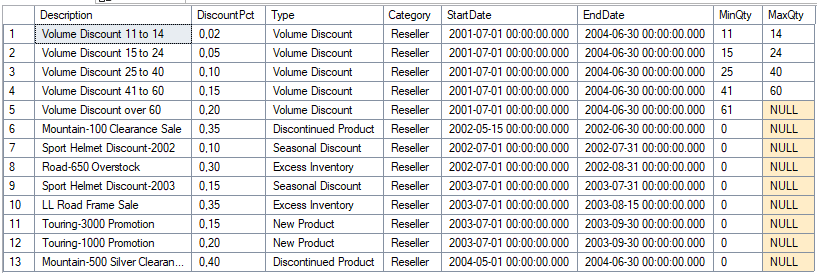 Description DiscountPct Type Category StartDate EndDate MinQty MaxQty
1 Volume Discount 11 to 14 0,02 Volume Discount Reseller 2001-07-01 00:00:00.000 2004-06-30 00:00:00.000 11 14
2 Volume Discount 15 to 24 0,05 Volume Discount Reseller 2001-07-01 00:00:00.000 2004-06-30 00:00:00.000 15 24
3 Volume Discount 25 to 40 0,10 Volume Discount Reseller 2001-07-01 00:00:00.000 2004-06-30 00:00:00.000 25 40
4 Volume Discount 41 to 60 0,15 Volume Discount Reseller 2001-07-01 00:00:00.000 2004-06-30 00:00:00.000 41 60
5 Volume Discount over 60 0,20 Volume Discount Reseller 2001-07-01 00:00:00.000 2004-06-30 00:00:00.000 61 NULL
6 Mountain-100 Clearance Sale 0,35 Discontinued Product Reseller 2002-05-15 00:00:00.000 2002-06-30 00:00:00.000 0 NULL
7 Sport Helmet Discount-2002 0,10 Seasonal Discount Reseller 2002-07-01 00:00:00.000 2002-07-31 00:00:00.000 0 NULL
8 Road-650 Overstock 0,30 Excess Inventory Reseller 2002-07-01 00:00:00.000 2002-08-31 00:00:00.000 0 NULL
9 Sport Helmet Discount-2003 0,15 Seasonal Discount Reseller 2003-07-01 00:00:00.000 2003-07-31 00:00:00.000 0 NULL
10 LL Road Frame Sale 0,35 Excess Inventory Reseller 2003-07-01 00:00:00.000 2003-08-15 00:00:00.000 0 NULL
11 Touring-3000 Promotion 0,15 New Product Reseller 2003-07-01 00:00:00.000 2003-09-30 00:00:00.000 0 NULL
12 Touring-1000 Promotion 0,20 New Product Reseller 2003-07-01 00:00:00.000 2003-09-30 00:00:00.000 0 NULL
13 Mountain-500 Silver Clearan... 0,40 Discontinued Product Reseller 2004-05-01 00:00:00.000 2004-06-30 00:00:00.000 0 NULL